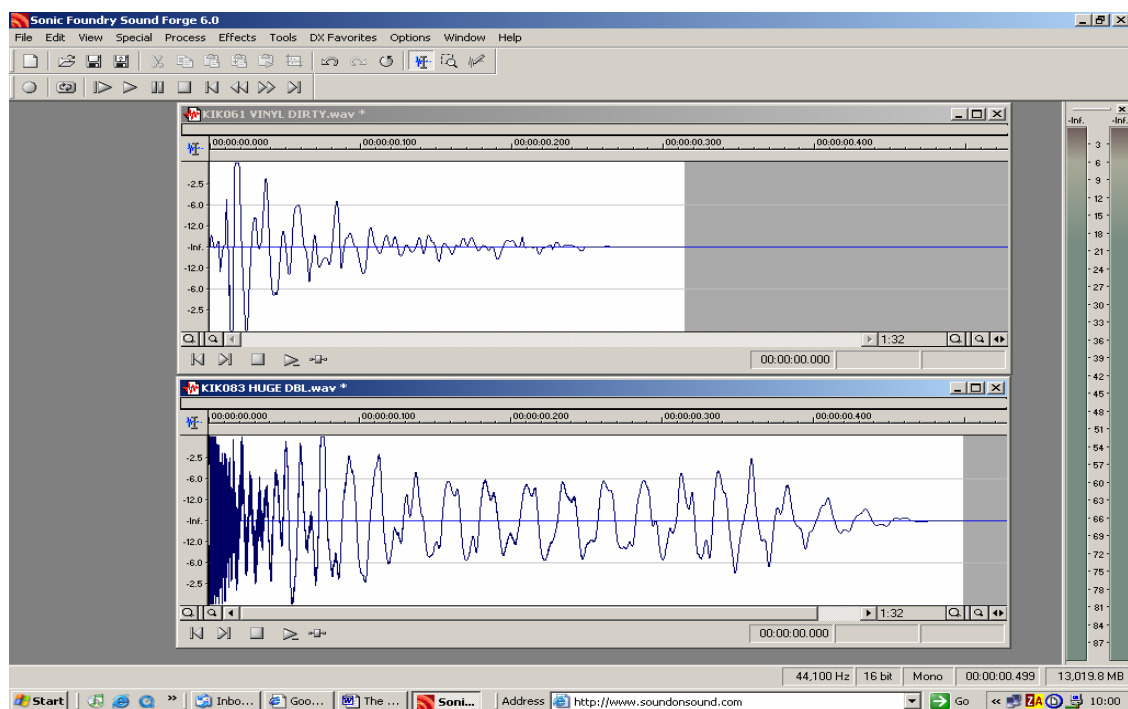 Sonic Foundry Sound Forge 6.0
File Edit View Special Process Effects Tools DX Favorites Options Window Help
KIK061 VINYL DIRTY.wav *
-Inf. -Inf.
00:00:00.000 00:00:00.100 00:00:00.200 00:00:00.300 00:00:00.400
-2.5
-6.0
-12.0
-Inf.
-12.0
-6.0
-2.5
1:32
00:00:00.000
KIK083 HUGE DBL.wav *
00:00:00.000 00:00:00.100 00:00:00.200 00:00:00.300 00:00:00.400
-2.5
-6.0
-12.0
-Inf.
-12.0
-6.0
-2.5
1:32
00:00:00.000
- 3 -
- 6 -
- 9 -
- 12 -
- 15 -
- 18 -
- 21 -
- 24 -
- 27 -
- 30 -
- 33 -
- 36 -
- 39 -
- 42 -
- 45 -
- 48 -
- 51 -
- 54 -
- 57 -
- 60 -
- 63 -
- 66 -
- 69 -
- 72 -
- 75 -
- 78 -
- 81 -
- 84 -
- 87 -
44,100 Hz 16 bit Mono 00:00:00.499 13,019.8 MB
Start » Inbo... Goo... The ... Soni... Address http://www.soundonsound.com Go « ZA 10:00